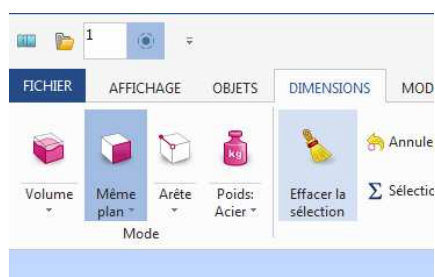 1
FICHIER AFFICHAGE OBJETS DIMENSIONS MOD
kg
Annule
Volume Même plan Arête Poids: Acier Effacer la sélection Σ Sélectio
Mode